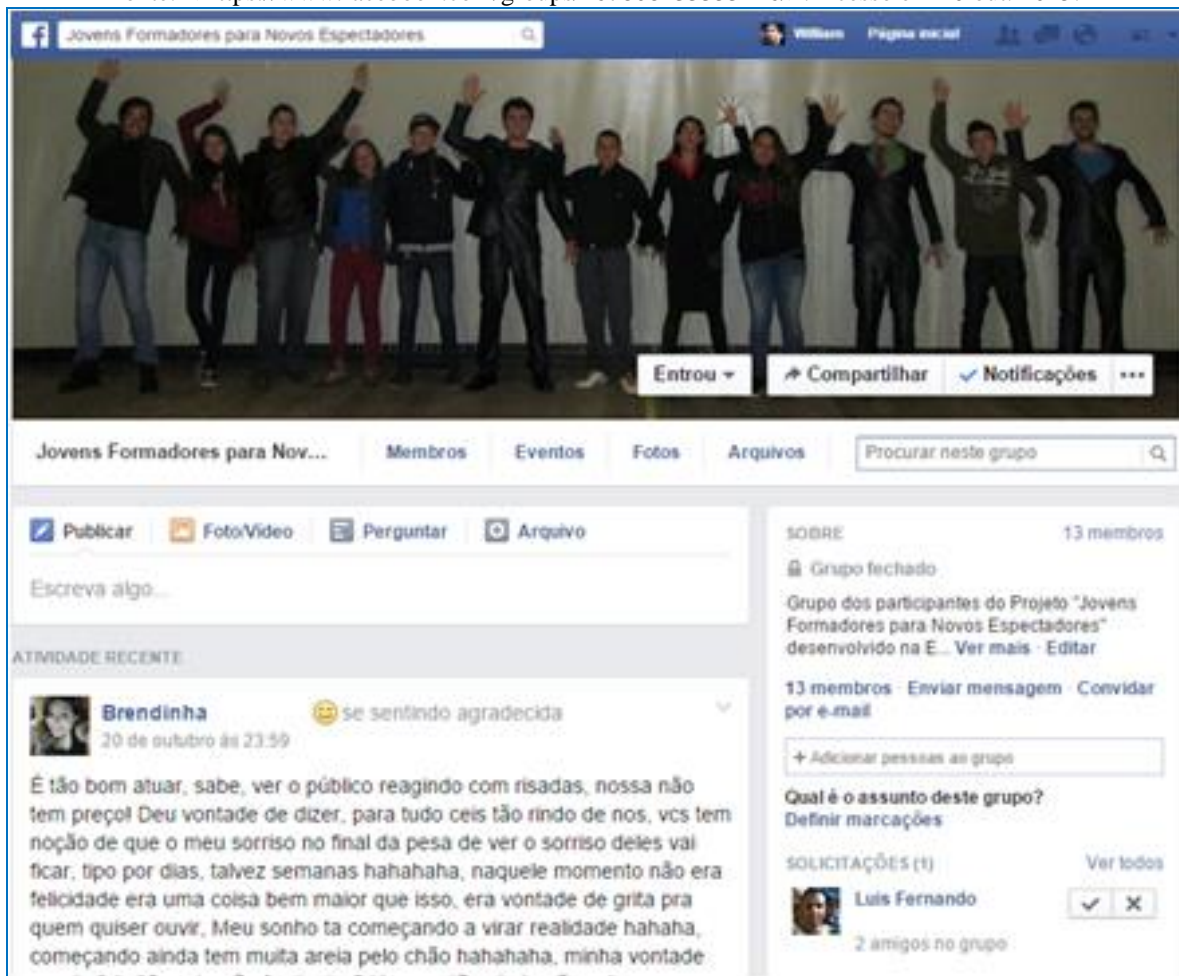 Jovens Formadores para Novos Espectadores
William Página inicial
Entrou
Compartilhar
Notificações
Jovens Formadores para Nov...
Membros
Eventos
Fotos
Arquivos
Procurar neste grupo
Publicar
Foto/Vídeo
Perguntar
Arquivo
Escreva algo...
ATIVIDADE RECENTE
Brendinha se sentindo agradecida
20 de outubro às 23:59
É tão bom atuar, sabe, ver o público reagindo com risadas, nossa não
tem preço! Deu vontade de dizer, para tudo ceis tão rindo de nos, vcs tem
noção de que o meu sorriso no final da pesa de ver o sorriso deles vai
ficar, tipo por dias, talvez semanas hahahaha, naquele momento não era
felicidade era uma coisa bem maior que isso, era vontade de grita pra
quem quiser ouvir, Meu sonho ta começando a virar realidade hahaha,
começando ainda tem muita areia pelo chão hahahaha, minha vontade
SOBRE 13 membros
Grupo fechado
Grupo dos participantes do Projeto "Jovens
Formadores para Novos Espectadores"
desenvolvido na E... Ver mais · Editar
13 membros · Enviar mensagem · Convidar
por e-mail
+ Adicionar pessoas ao grupo
Qual é o assunto deste grupo?
Definir marcações
SOLICITAÇÕES (1) Ver todos
Luis Fernando
2 amigos no grupo